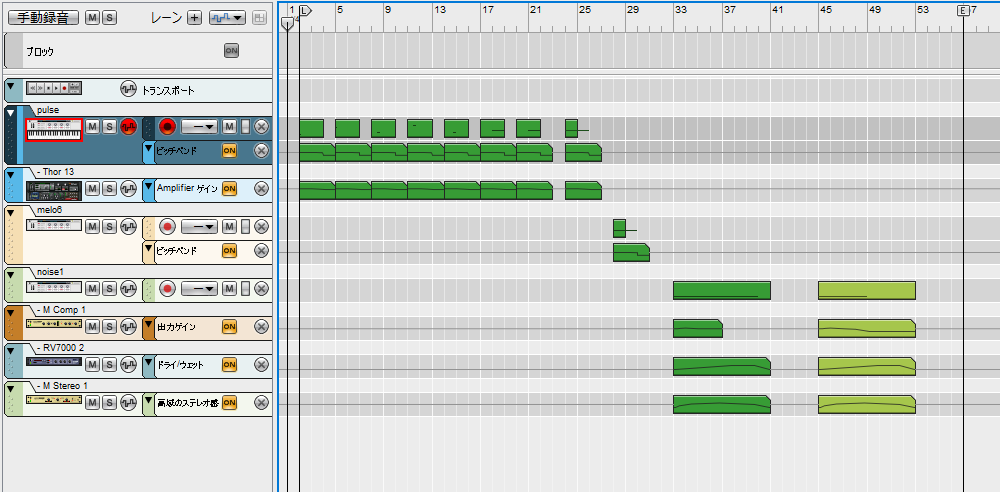 手動録音 M S レーン + 1 5 9 13 17 21 25 29 33 37 41 45 49 53 57 61 65 E 7
/4 L
ブロック ON
トランスポート
pulse
M S M
ピッチベンド ON
- Thor 13
M S Amplifier ゲイン ON
melo6
M S M
ピッチベンド ON
noise1
M S M
- M Comp 1
M S 出力ゲイン ON
- RV7000 2
M S ドライ/ウェット ON
- M Stereo 1
M S 高域のステレオ感 ON